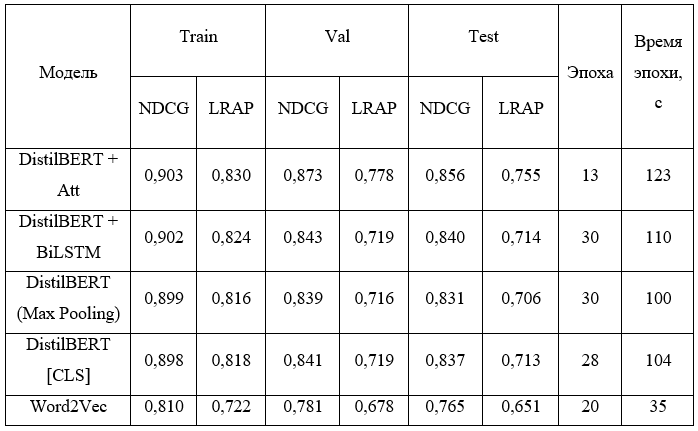 Модель Train Val Test Эпоха Время эпохи, с
NDCG LRAP NDCG LRAP NDCG LRAP
DistilBERT + Att 0,903 0,830 0,873 0,778 0,856 0,755 13 123
DistilBERT + BiLSTM 0,902 0,824 0,843 0,719 0,840 0,714 30 110
DistilBERT (Max Pooling) 0,899 0,816 0,839 0,716 0,831 0,706 30 100
DistilBERT [CLS] 0,898 0,818 0,841 0,719 0,837 0,713 28 104
Word2Vec 0,810 0,722 0,781 0,678 0,765 0,651 20 35